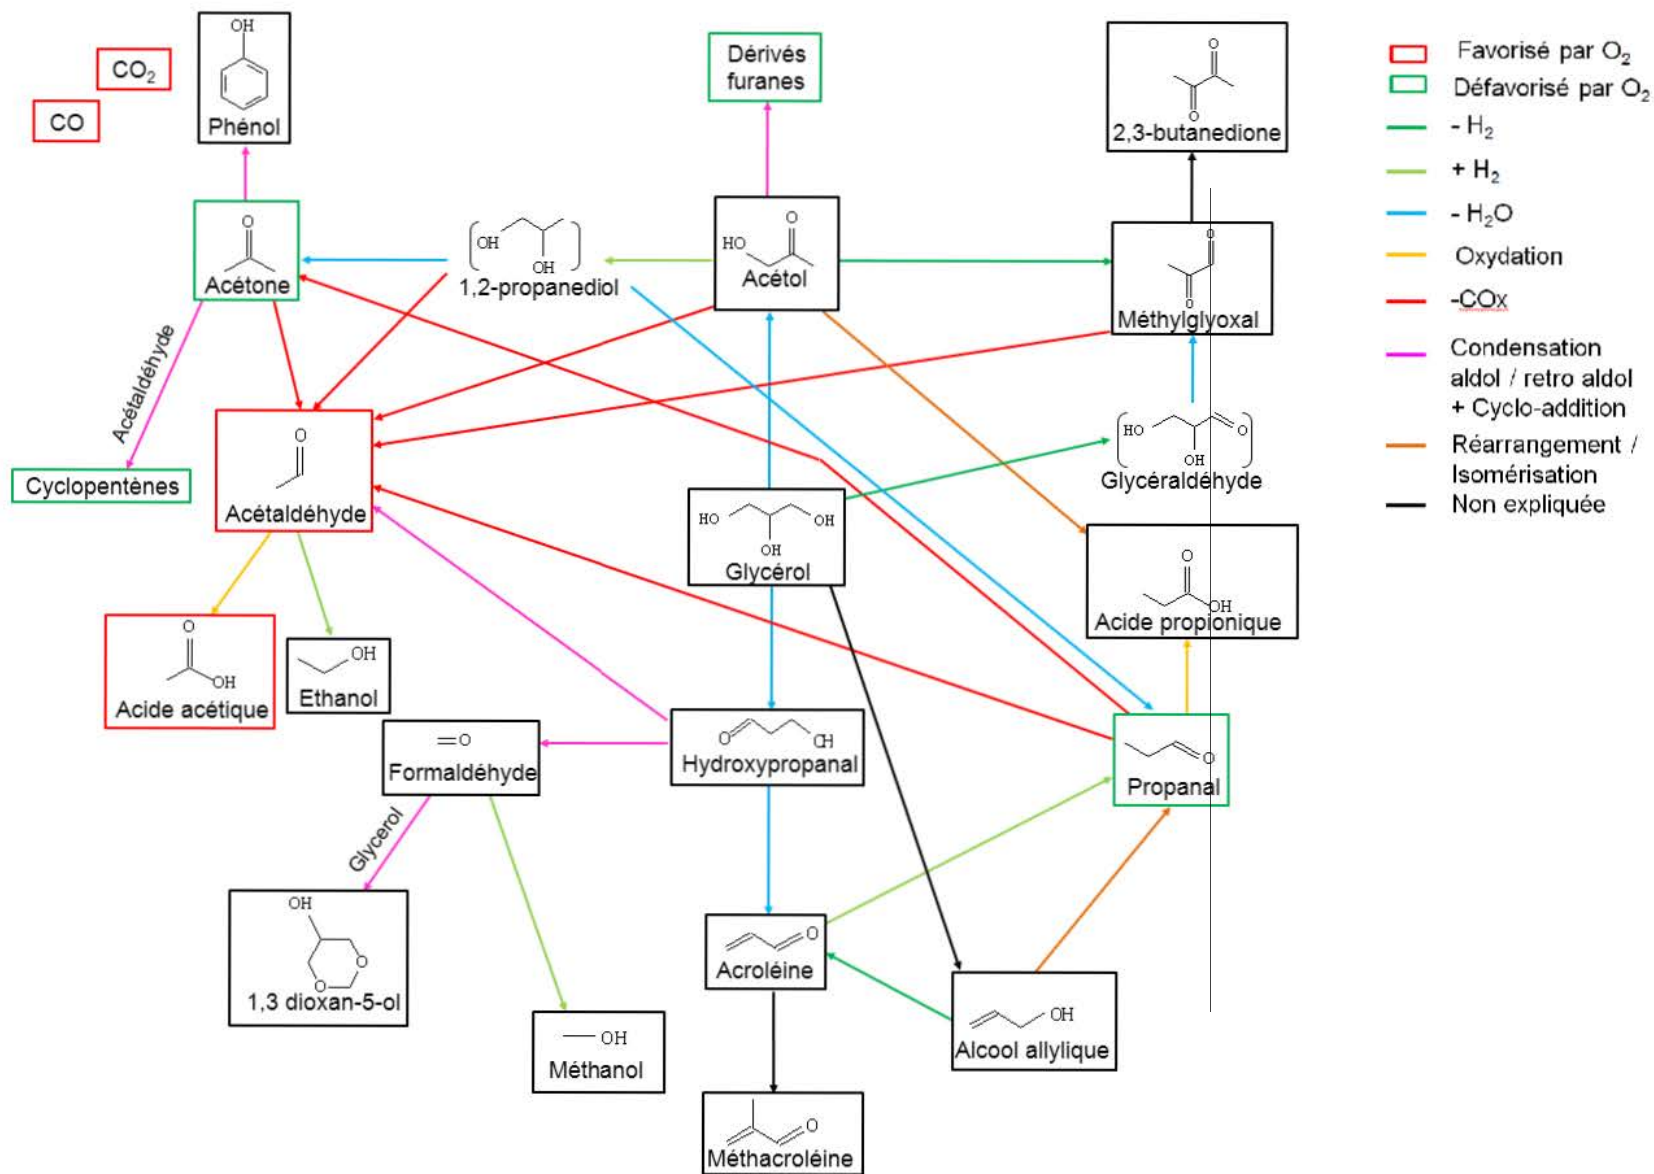 OH
Phénol
CO₂
CO
Dérivés
furanes
O
O
2,3-butanedione
Favorisé par O₂
Défavorisé par O₂
- H₂
+ H₂
- H₂O
Oxydation
-COx
Condensation
aldol / retro aldol
+ Cyclo-addition
Réarrangement /
Isomérisation
Non expliquée
O
Acétone
OH
OH
1,2-propanediol
O
HO
Acétol
O
O
Méthylglyoxal
Acétaldéhyde
Cyclopentènes
O
Acétaldéhyde
HO
O
OH
Glycéraldéhyde
HO
OH
OH
Glycérol
O
OH
Acide propionique
O
OH
Acide acétique
OH
Ethanol
O
Formaldéhyde
O
OH
Hydroxypropanal
O
Propanal
Glycerol
OH
O
O
1,3 dioxan-5-ol
O
Acroléine
OH
Alcool allylique
OH
Méthanol
O
Méthacroléine